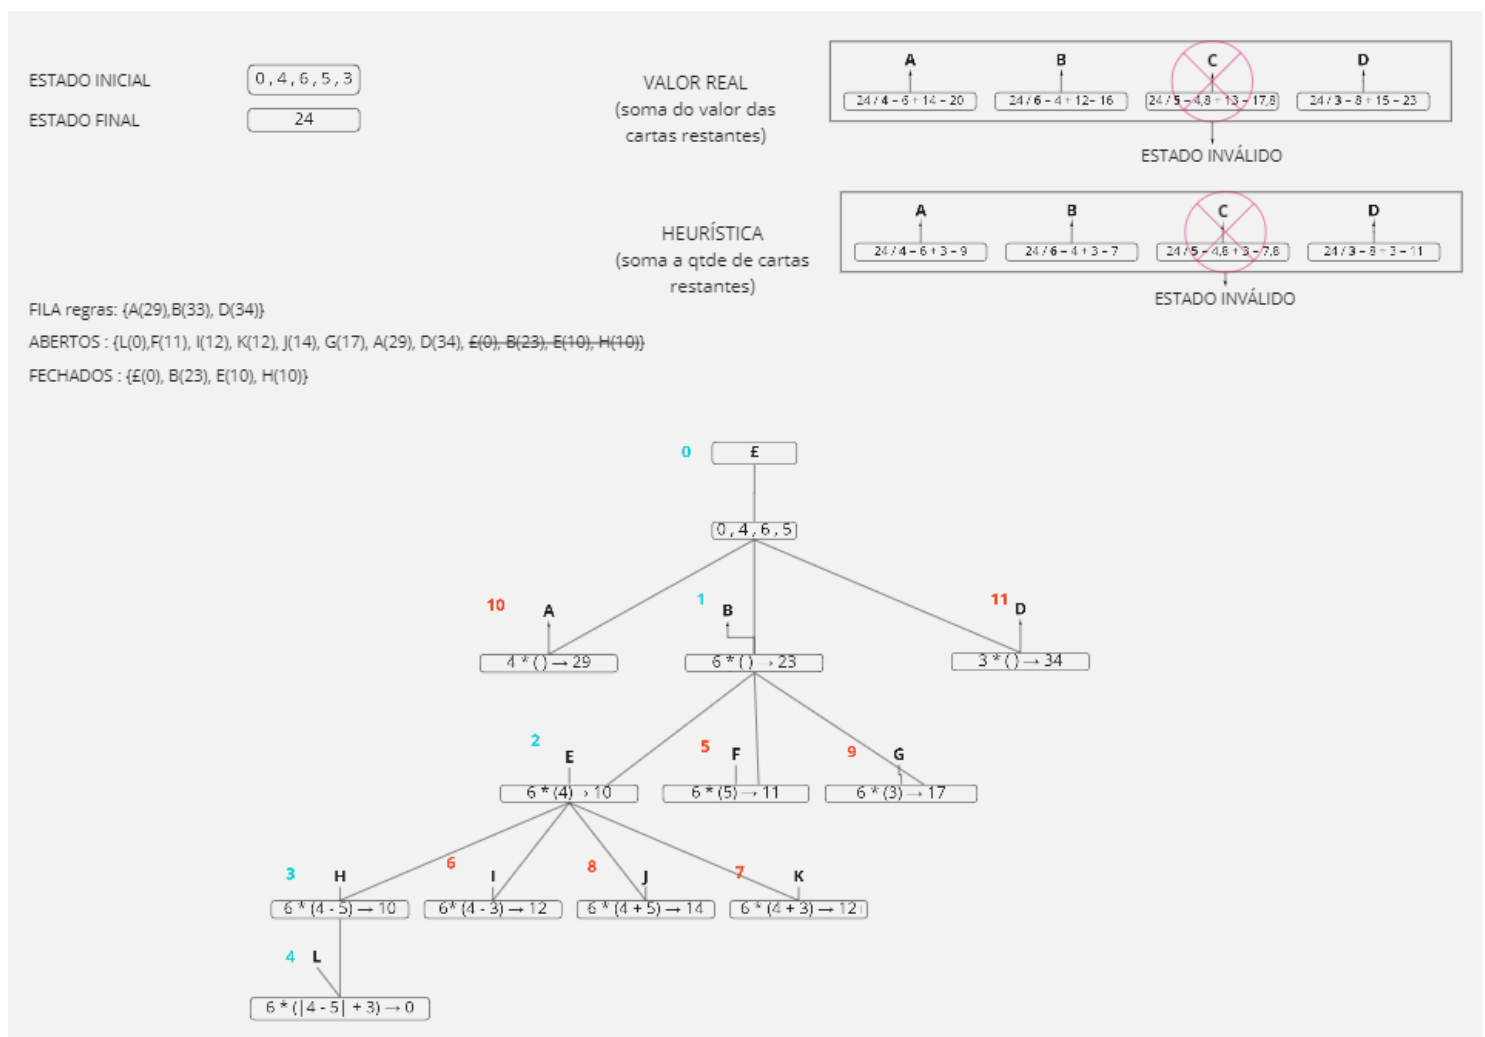 ESTADO INICIAL
0 , 4 , 6 , 5 , 3
ESTADO FINAL
24
VALOR REAL
(soma do valor das
cartas restantes)
A B C D
24 / 4 – 6 + 14 – 20
24 / 6 – 4 + 12– 16
24 / 5 – 4,8 + 13 – 17,8
24 / 3 – 8 + 15 – 23
ESTADO INVÁLIDO
HEURÍSTICA
(soma a qtde de cartas
restantes)
A B C D
24 / 4 – 6 + 3 – 9
24 / 6 – 4 + 3 – 7
24 / 5 – 4,8 + 3 – 7,8
24 / 3 – 8 + 3 – 11
ESTADO INVÁLIDO
FILA regras: {A(29),B(33), D(34)}
ABERTOS : {L(0),F(11), I(12), K(12), J(14), G(17), A(29), D(34), £(0), B(23), E(10), H(10)}
FECHADOS : {£(0), B(23), E(10), H(10)}
0 £
0 , 4 , 6 , 5
10 A 1 B 11 D
4 * ( ) → 29
6 * ( ) → 23
3 * ( ) → 34
2 E 5 F 9 G
6 * (4) → 10
6 * (5) → 11
6 * (3) → 17
3 H 6 I 8 J 7 K
6 * (4 - 5) → 10
6* (4 - 3) → 12
6 * (4 + 5) → 14
6 * (4 + 3) → 12
4 L
6 * (|4 - 5| + 3) → 0